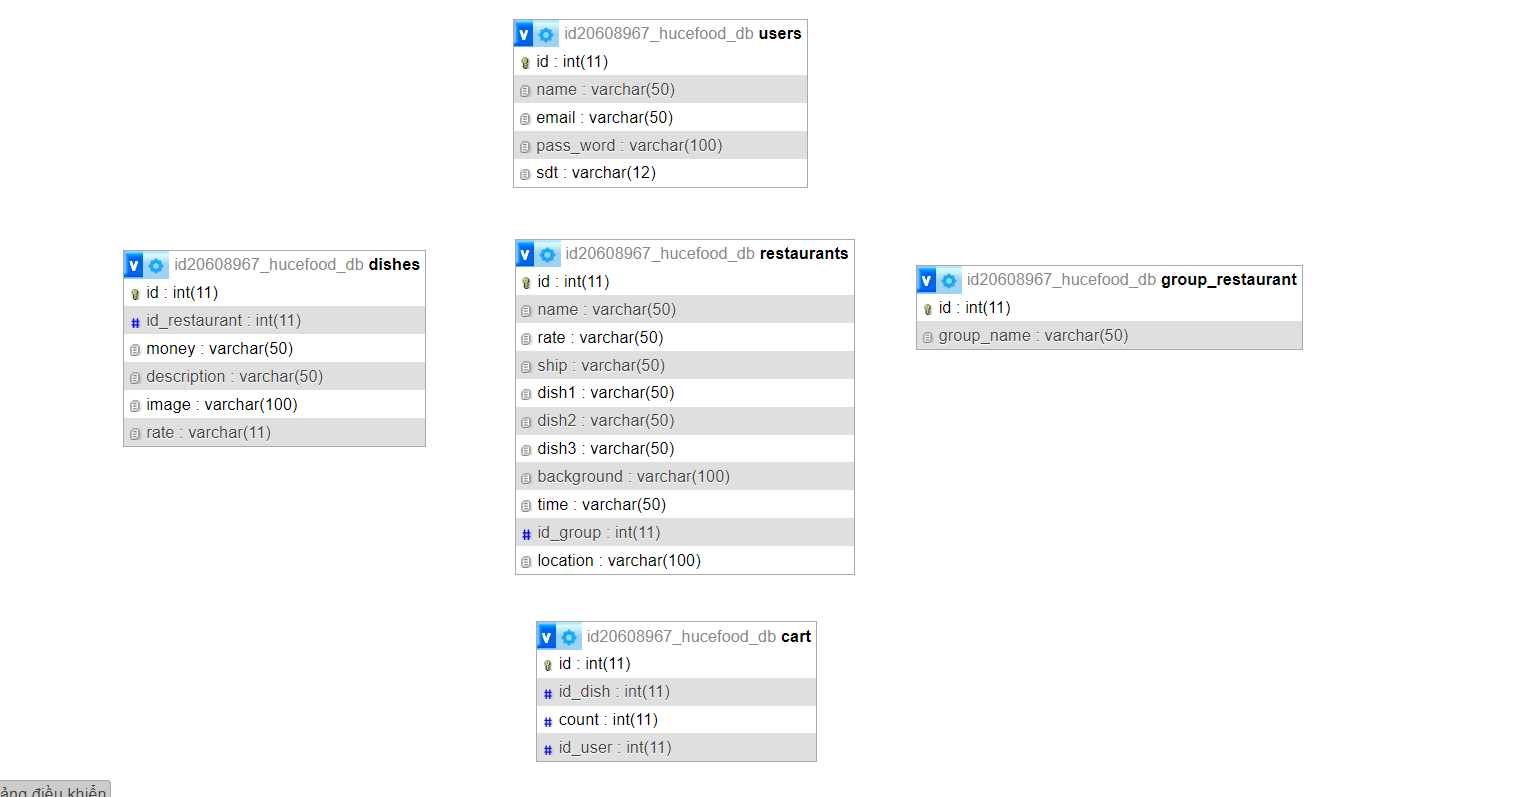 v id20608967_hucefood_db users
id : int(11)
name : varchar(50)
email : varchar(50)
pass_word : varchar(100)
sdt : varchar(12)
v id20608967_hucefood_db dishes
id : int(11)
# id_restaurant : int(11)
money : varchar(50)
description : varchar(50)
image : varchar(100)
rate : varchar(11)
v id20608967_hucefood_db restaurants
id : int(11)
name : varchar(50)
rate : varchar(50)
ship : varchar(50)
dish1 : varchar(50)
dish2 : varchar(50)
dish3 : varchar(50)
background : varchar(100)
time : varchar(50)
# id_group : int(11)
location : varchar(100)
v id20608967_hucefood_db group_restaurant
id : int(11)
group_name : varchar(50)
v id20608967_hucefood_db cart
id : int(11)
# id_dish : int(11)
# count : int(11)
# id_user : int(11)
ảng điều khiển